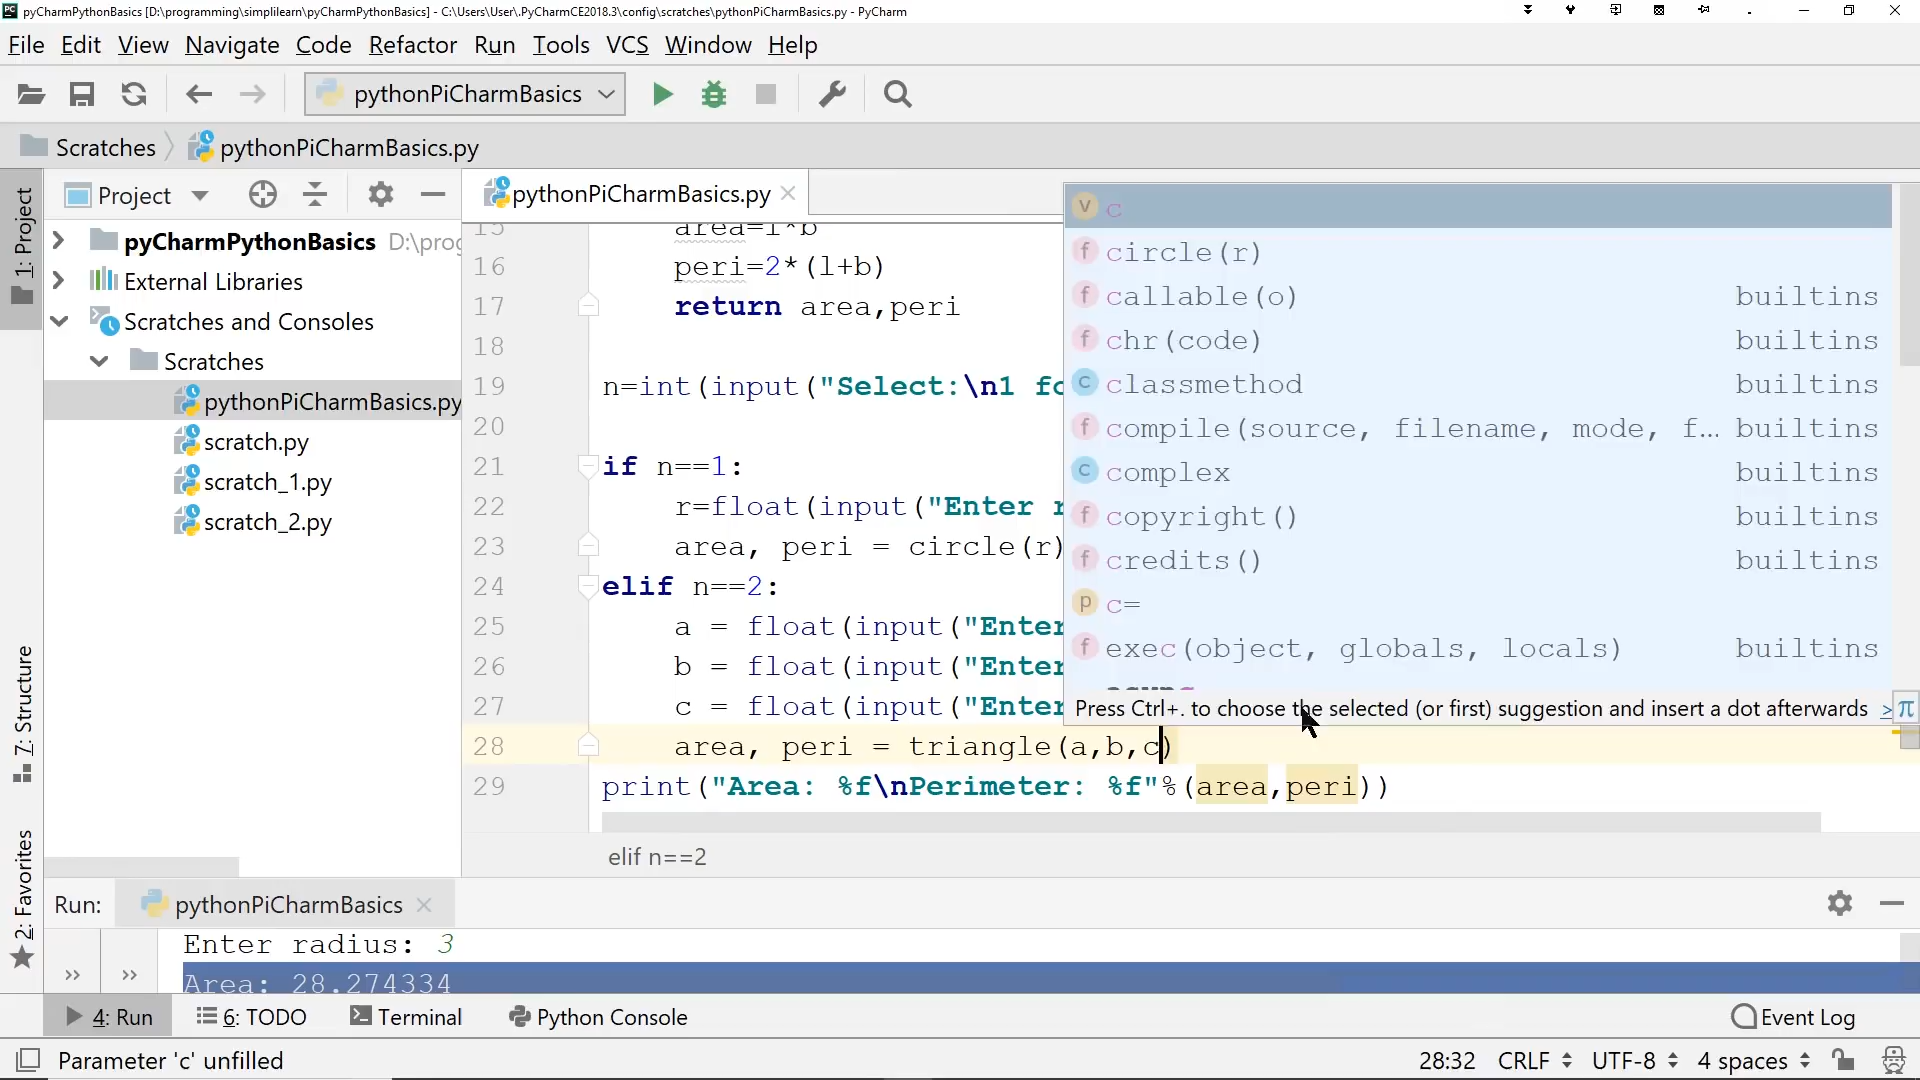 pyCharmPythonBasics [D:\programming\simplilearn\pyCharmPythonBasics] - C:\Users\User\.PyCharmCE2018.3\config\scratches\pythonPiCharmBasics.py - PyCharm
File Edit View Navigate Code Refactor Run Tools VCS Window Help
pythonPiCharmBasics
Scratches pythonPiCharmBasics.py
1: Project
7: Structure
2: Favorites
Project
pyCharmPythonBasics D:\prog
External Libraries
Scratches and Consoles
Scratches
pythonPiCharmBasics.py
scratch.py
scratch_1.py
scratch_2.py
pythonPiCharmBasics.py
15 area=l*b
16 peri=2*(l+b)
17 return area,peri
18
19 n=int(input("Select:\n1 fo
20
21 if n==1:
22 r=float(input("Enter r
23 area, peri = circle(r)
24 elif n==2:
25 a = float(input("Enter
26 b = float(input("Enter
27 c = float(input("Enter
28 area, peri = triangle(a,b,c)
29 print("Area: %f\nPerimeter: %f"%(area,peri))
v c
f circle(r)
f callable(o) builtins
f chr(code) builtins
c classmethod builtins
f compile(source, filename, mode, f... builtins
c complex builtins
f copyright() builtins
f credits() builtins
p c=
f exec(object, globals, locals) builtins
async
Press Ctrl+. to choose the selected (or first) suggestion and insert a dot afterwards > π
elif n==2
Run: pythonPiCharmBasics
Enter radius: 3
Area: 28.274334
4: Run 6: TODO Terminal Python Console Event Log
Parameter 'c' unfilled 28:32 CRLF UTF-8 4 spaces